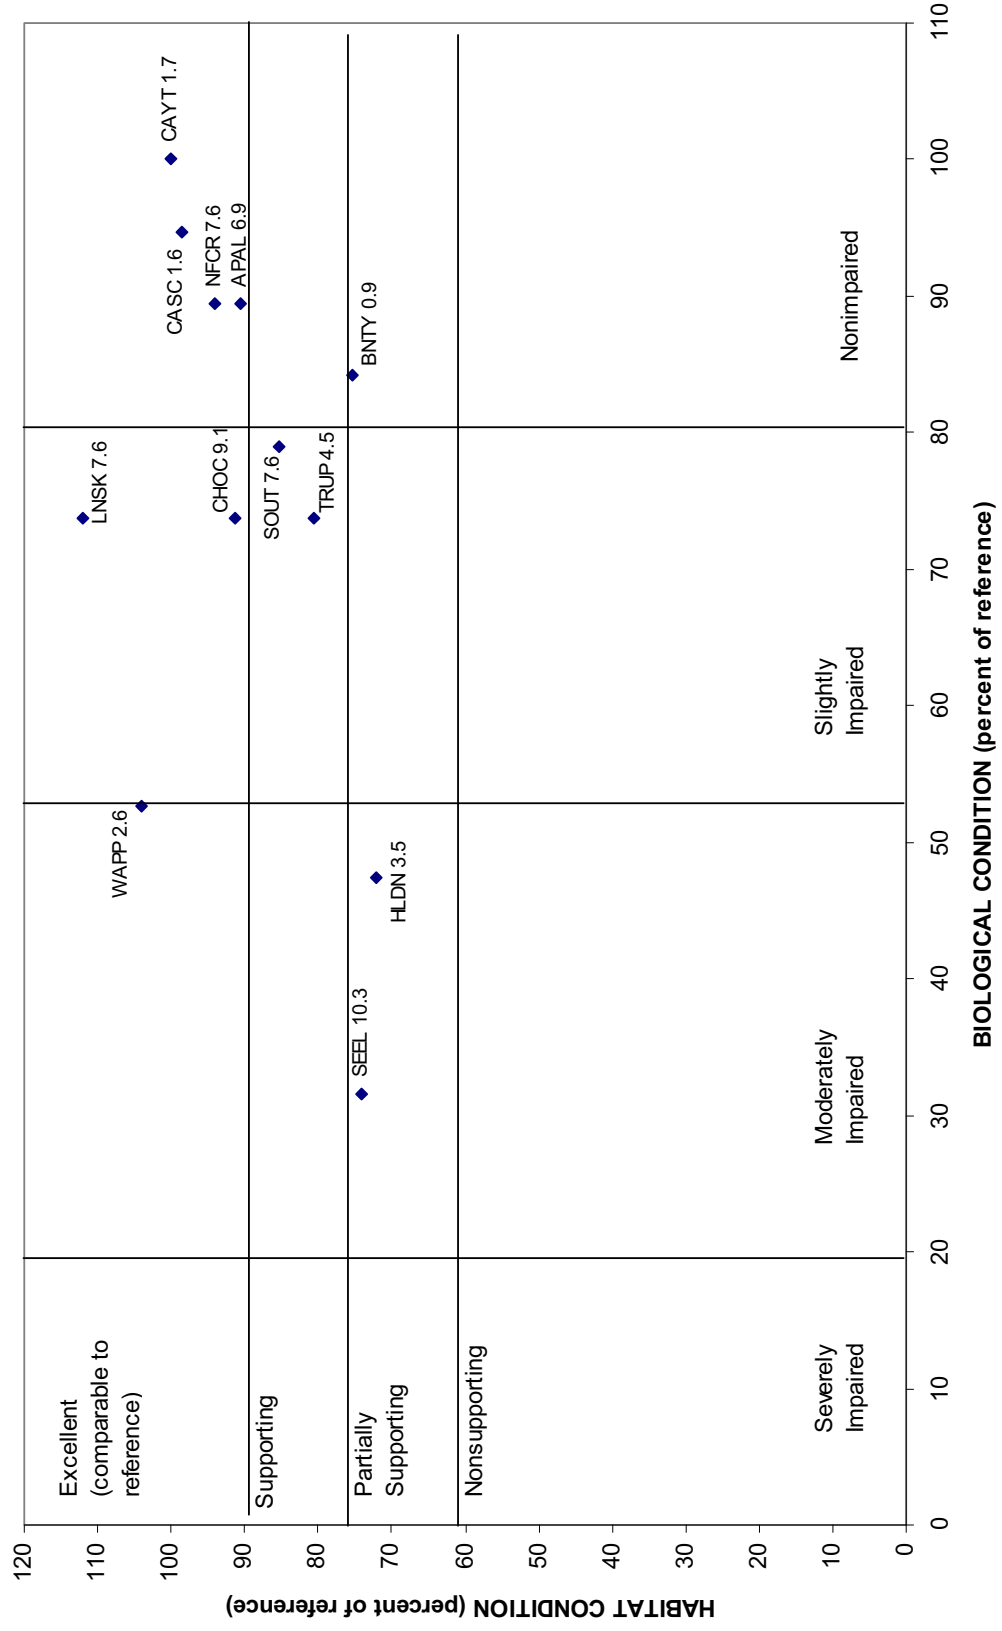 HABITAT CONDITION (percent of reference)
120
110
100
90
80
70
60
50
40
30
20
10
0
Excellent
(comparable to
reference)
Supporting
Partially
Supporting
Nonsupporting
WAPP 2.6
SEEL 10.3
HLDN 3.5
LNSK 7.6
CHOC 9.1
SOUT 7.6
TRUP 4.5
CASC 1.6
CAYT 1.7
NFCR 7.6
APAL 6.9
BNTY 0.9
Severely
Impaired
Moderately
Impaired
Slightly
Impaired
Nonimpaired
0
10
20
30
40
50
60
70
80
90
100
110
BIOLOGICAL CONDITION (percent of reference)